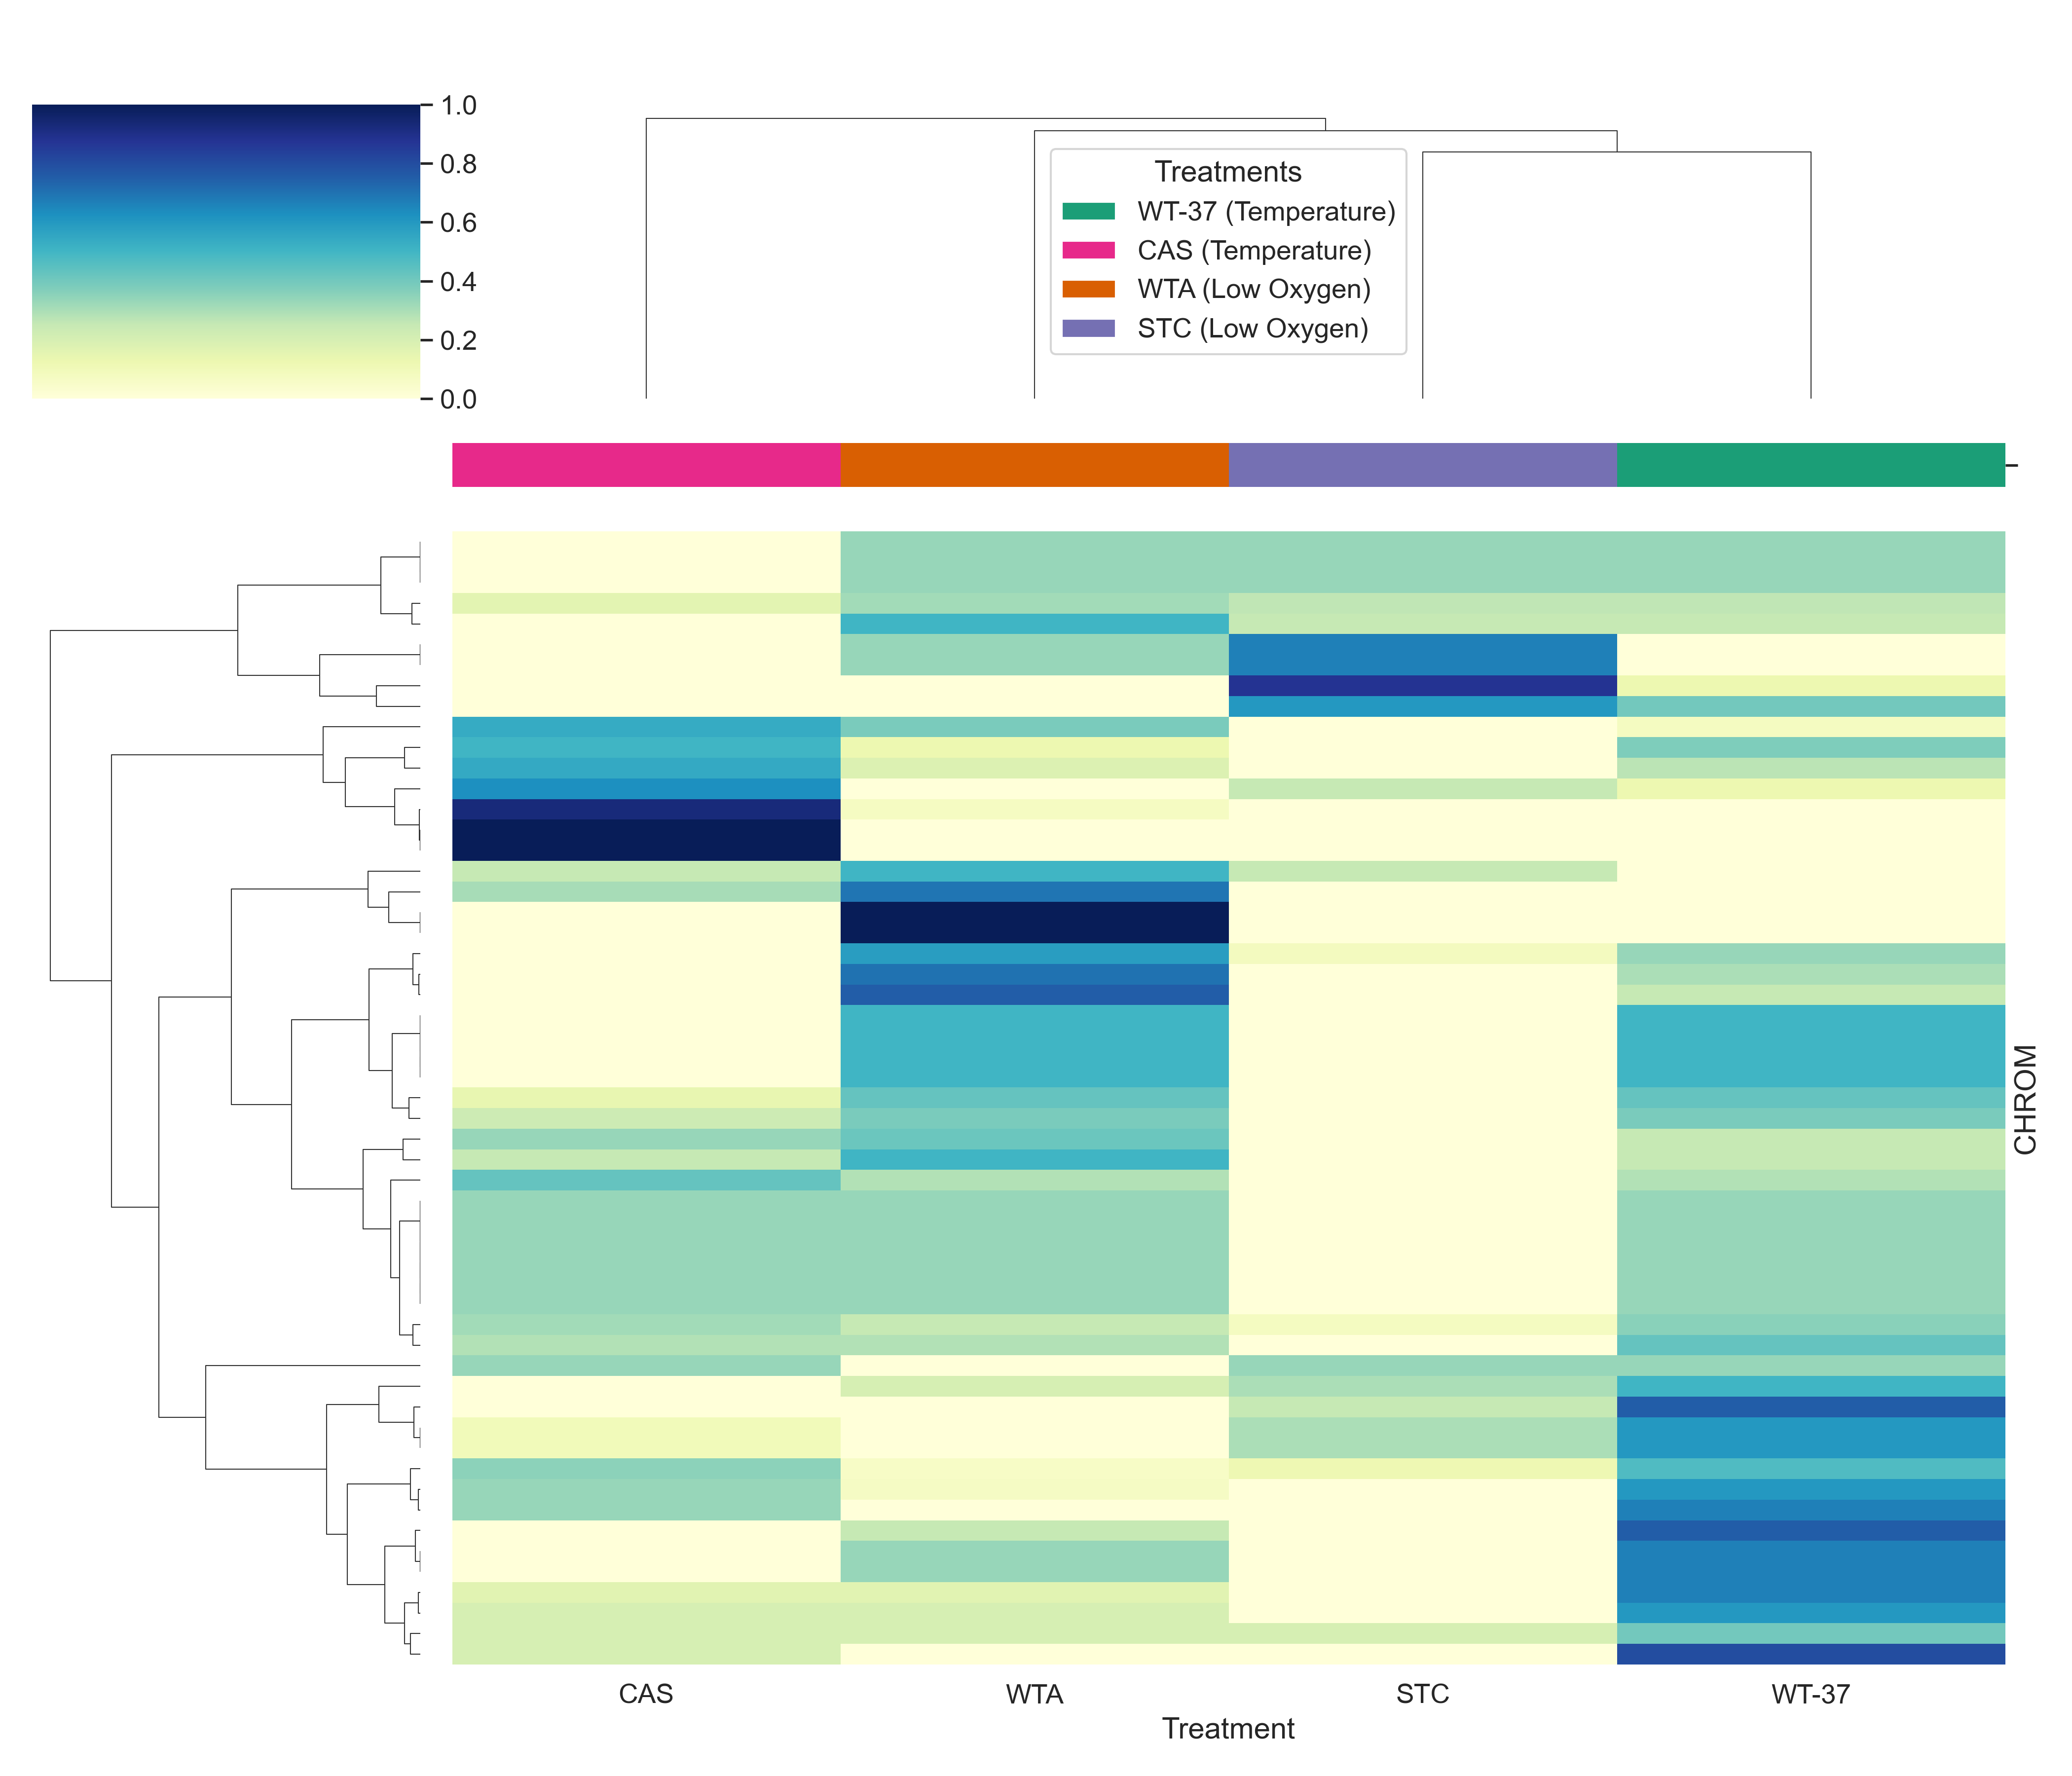 1.0
0.8
0.6
0.4
0.2
0.0
Treatments
WT-37 (Temperature)
CAS (Temperature)
WTA (Low Oxygen)
STC (Low Oxygen)
CHROM
CAS
WTA
STC
WT-37
Treatment